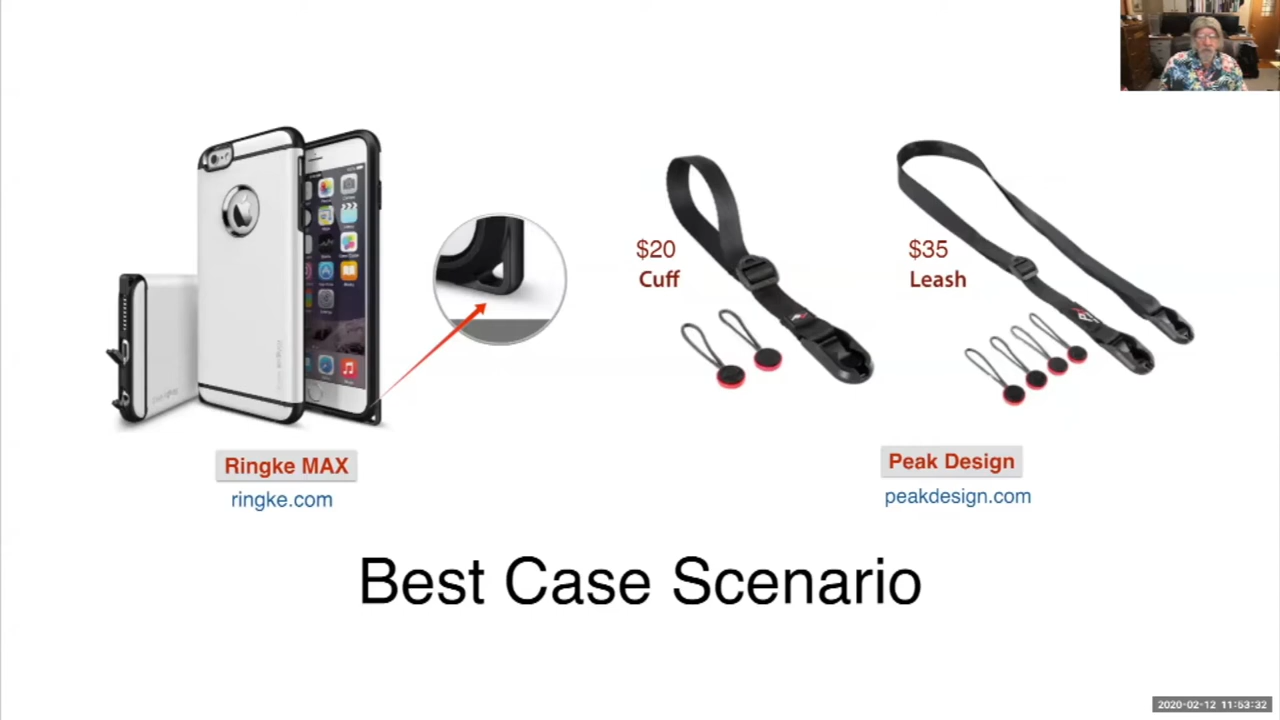 $20
Cuff
$35
Leash
Ringke MAX
ringke.com
Peak Design
peakdesign.com
Best Case Scenario
2020-02-12 11:53:32